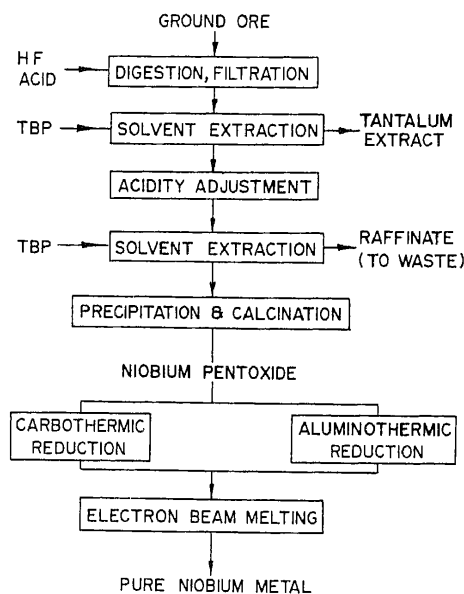 GROUND ORE
HF
ACID
DIGESTION, FILTRATION
TBP
SOLVENT EXTRACTION
TANTALUM
EXTRACT
ACIDITY ADJUSTMENT
TBP
SOLVENT EXTRACTION
RAFFINATE
(TO WASTE)
PRECIPITATION & CALCINATION
NIOBIUM PENTOXIDE
CARBOTHERMIC
REDUCTION
ALUMINOTHERMIC
REDUCTION
ELECTRON BEAM MELTING
PURE NIOBIUM METAL